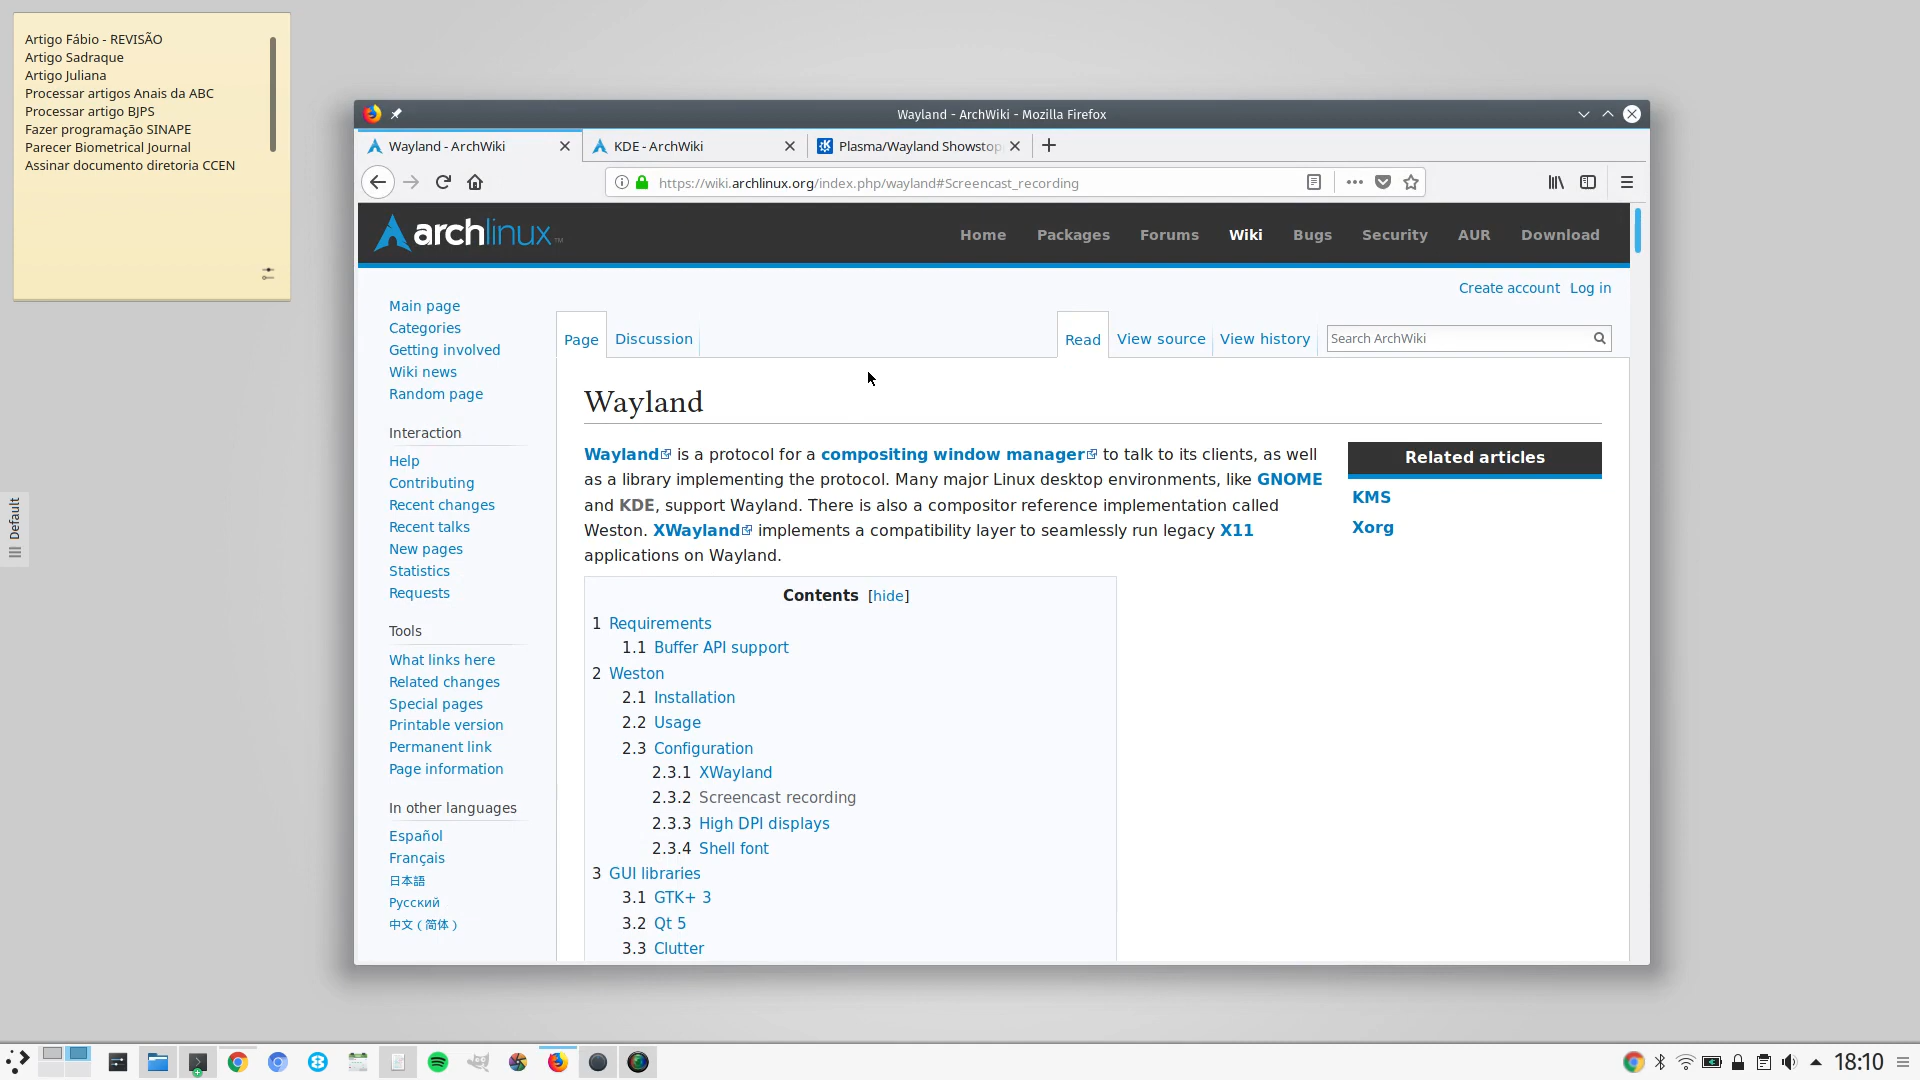 Artigo Fábio - REVISÃO
Artigo Sadraque
Artigo Juliana
Processar artigos Anais da ABC
Processar artigo BJPS
Fazer programação SINAPE
Parecer Biometrical Journal
Assinar documento diretoria CCEN
Default
Wayland - ArchWiki - Mozilla Firefox
Wayland - ArchWiki
KDE - ArchWiki
Plasma/Wayland Showstop
https://wiki.archlinux.org/index.php/wayland#Screencast_recording
archlinux™
Home Packages Forums Wiki Bugs Security AUR Download
Create account Log in
Main page
Categories
Getting involved
Wiki news
Random page
Interaction
Help
Contributing
Recent changes
Recent talks
New pages
Statistics
Requests
Tools
What links here
Related changes
Special pages
Printable version
Permanent link
Page information
In other languages
Español
Français
日本語
Русский
中文（简体）
Page Discussion
Read View source View history
Search ArchWiki
Wayland
Wayland is a protocol for a compositing window manager to talk to its clients, as well
as a library implementing the protocol. Many major Linux desktop environments, like GNOME
and KDE, support Wayland. There is also a compositor reference implementation called
Weston. XWayland implements a compatibility layer to seamlessly run legacy X11
applications on Wayland.
Related articles
KMS
Xorg
Contents [hide]
1 Requirements
1.1 Buffer API support
2 Weston
2.1 Installation
2.2 Usage
2.3 Configuration
2.3.1 XWayland
2.3.2 Screencast recording
2.3.3 High DPI displays
2.3.4 Shell font
3 GUI libraries
3.1 GTK+ 3
3.2 Qt 5
3.3 Clutter
18:10